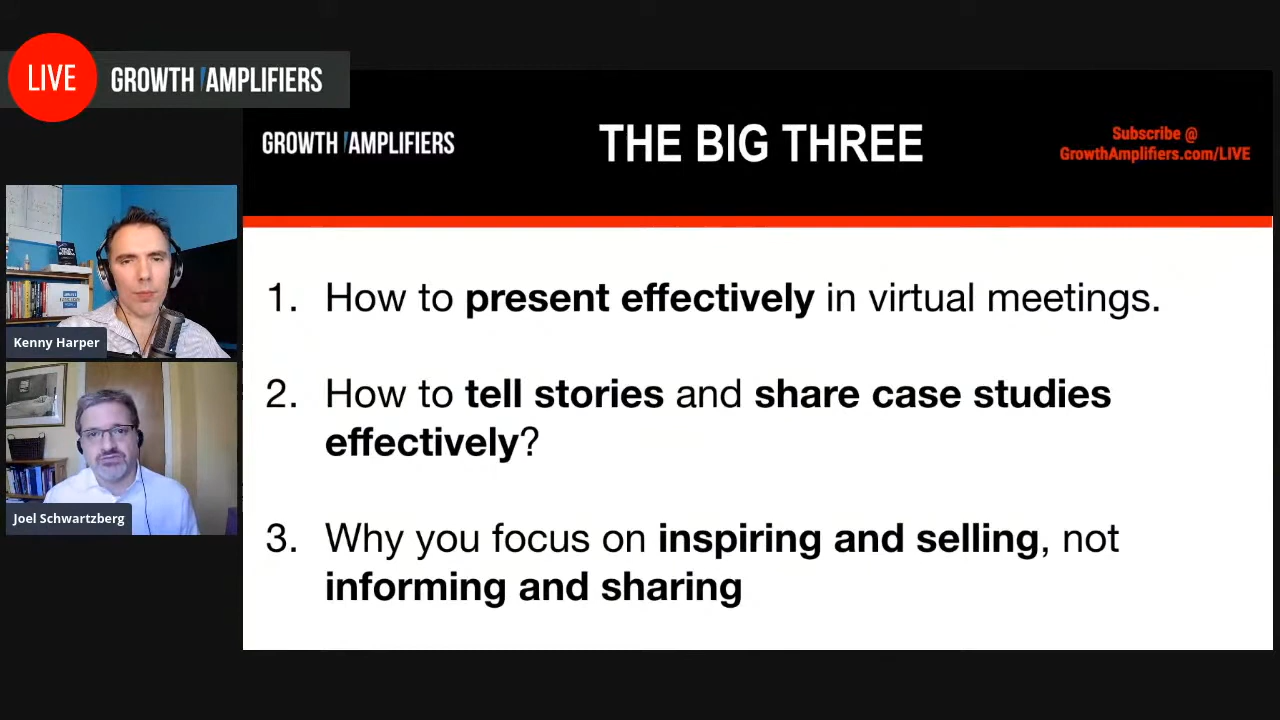 LIVE
GROWTH AMPLIFIERS
GROWTH AMPLIFIERS
THE BIG THREE
Subscribe @
GrowthAmplifiers.com/LIVE
Kenny Harper
Joel Schwartzberg
1. How to present effectively in virtual meetings.
2. How to tell stories and share case studies
effectively?
3. Why you focus on inspiring and selling, not
informing and sharing